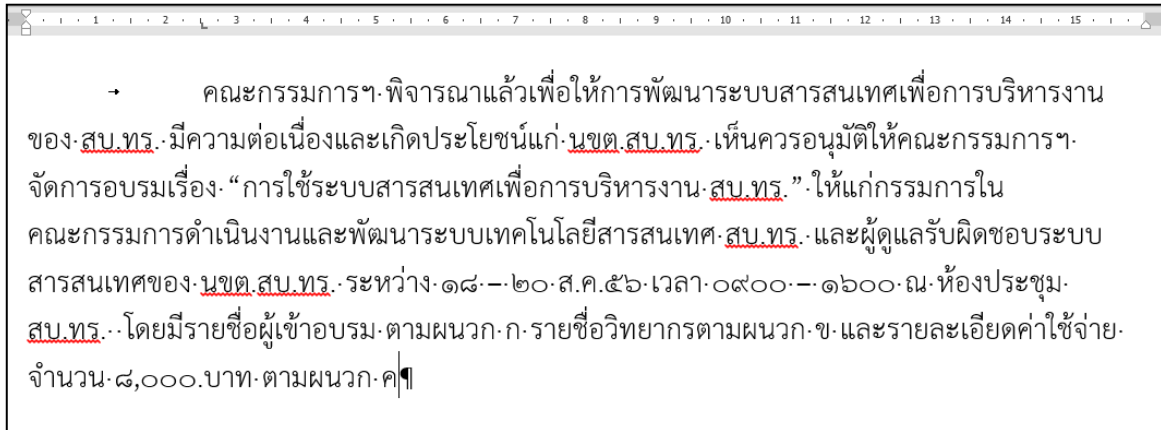 1 2 3 4 5 6 7 8 9 10 11 12 13 14 15
คณะกรรมการฯ พิจารณาแล้วเพื่อให้การพัฒนาระบบสารสนเทศเพื่อการบริหารงาน
ของ สบ.ทร. มีความต่อเนื่องและเกิดประโยชน์แก่ นขต.สบ.ทร. เห็นควรอนุมัติให้คณะกรรมการฯ
จัดการอบรมเรื่อง “การใช้ระบบสารสนเทศเพื่อการบริหารงาน สบ.ทร.” ให้แก่กรรมการใน
คณะกรรมการดำเนินงานและพัฒนาระบบเทคโนโลยีสารสนเทศ สบ.ทร. และผู้ดูแลรับผิดชอบระบบ
สารสนเทศของ นขต.สบ.ทร. ระหว่าง ๑๘ – ๒๐ ส.ค.๕๖ เวลา ๐๙๐๐ – ๑๖๐๐ ณ ห้องประชุม
สบ.ทร.  โดยมีรายชื่อผู้เข้าอบรม ตามผนวก ก รายชื่อวิทยากรตามผนวก ข และรายละเอียดค่าใช้จ่าย
จำนวน ๘,๐๐๐.บาท ตามผนวก ค¶